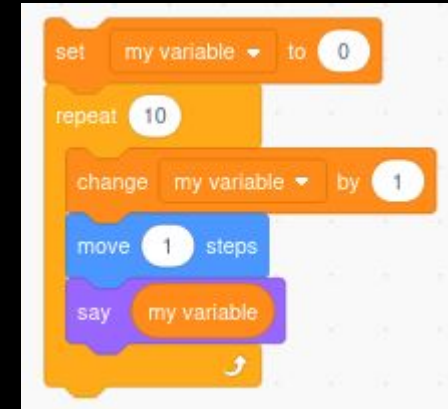 set my variable to 0
repeat 10
change my variable by 1
move 1 steps
say my variable